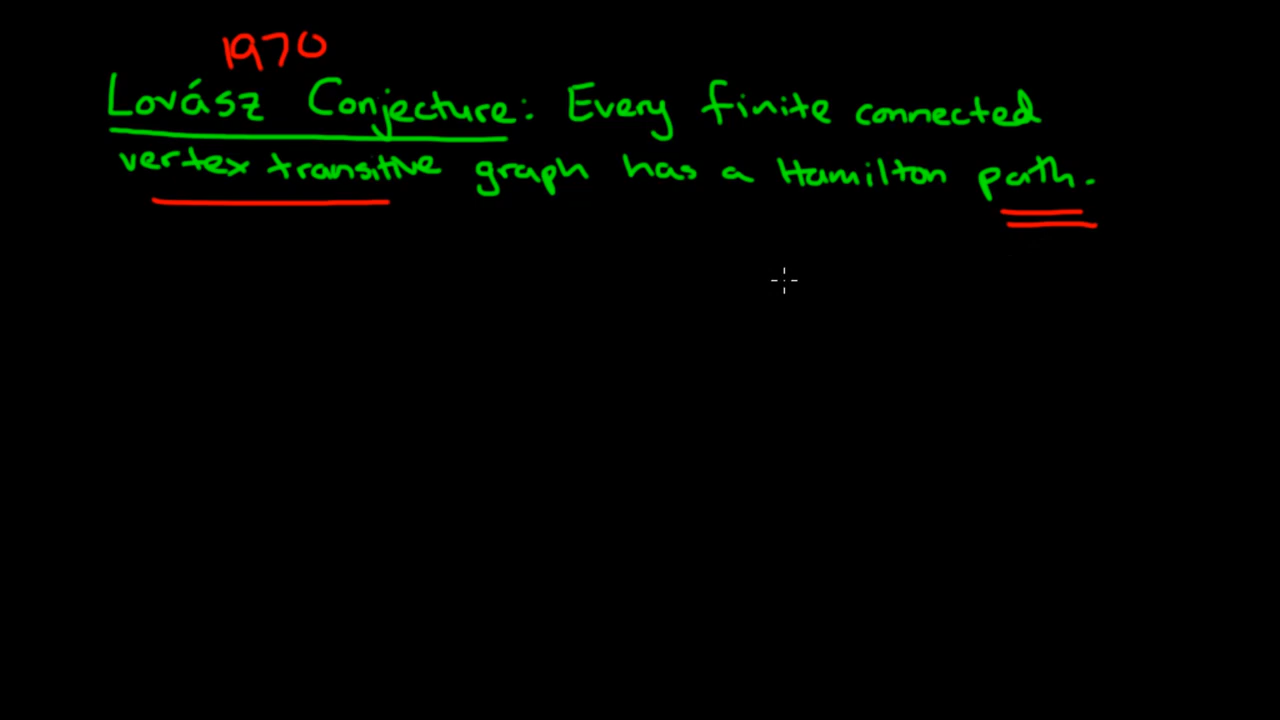 1970
Lovász Conjecture: Every finite connected
vertex transitive graph has a Hamilton path.